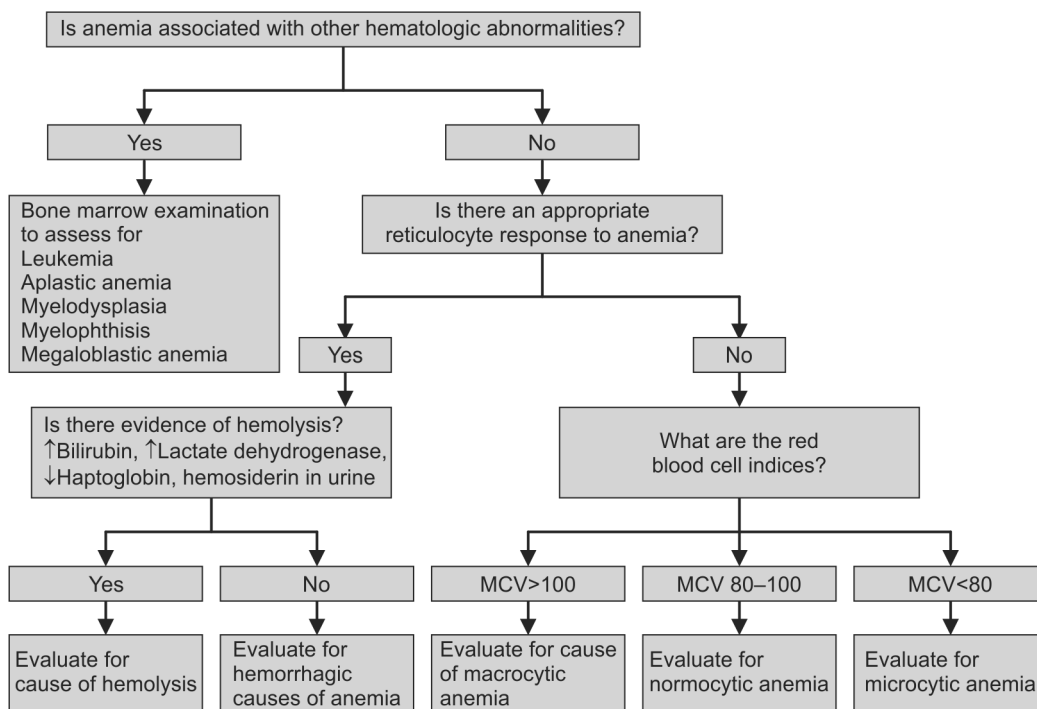 Is anemia associated with other hematologic abnormalities?
Yes
No
Bone marrow examination
to assess for
Leukemia
Aplastic anemia
Myelodysplasia
Myelophthisis
Megaloblastic anemia
Is there an appropriate
reticulocyte response to anemia?
Yes
No
Is there evidence of hemolysis?
↑Bilirubin, ↑Lactate dehydrogenase,
↓Haptoglobin, hemosiderin in urine
What are the red
blood cell indices?
Yes
No
MCV>100
MCV 80–100
MCV<80
Evaluate for
cause of hemolysis
Evaluate for
hemorrhagic
causes of anemia
Evaluate for cause
of macrocytic
anemia
Evaluate for
normocytic anemia
Evaluate for
microcytic anemia